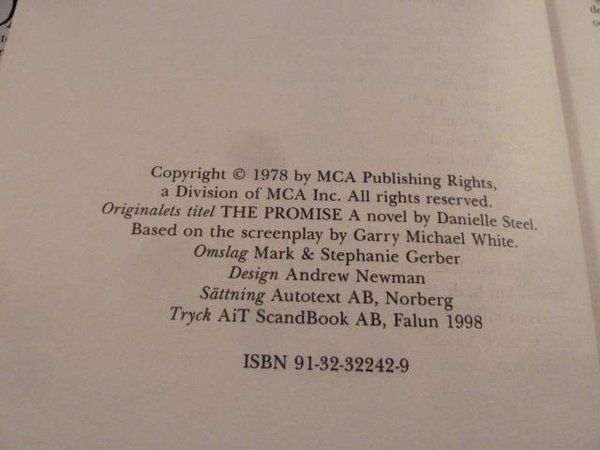 Copyright © 1978 by MCA Publishing Rights,
a Division of MCA Inc. All rights reserved.
Originalets titel THE PROMISE A novel by Danielle Steel.
Based on the screenplay by Garry Michael White.
Omslag Mark & Stephanie Gerber
Design Andrew Newman
Sättning Autotext AB, Norberg
Tryck AiT ScandBook AB, Falun 1998
ISBN 91-32-32242-9